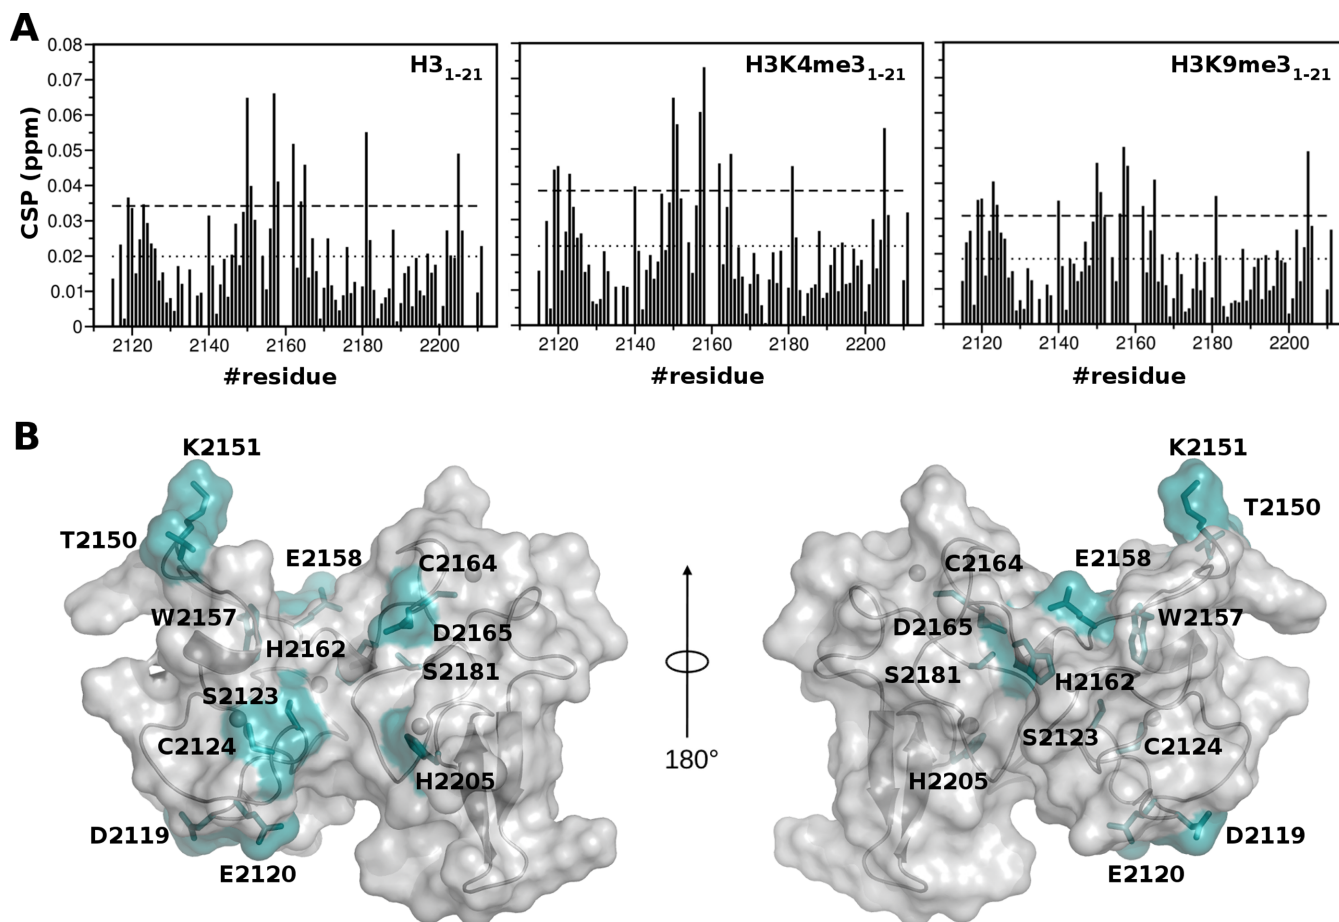 A
0.08
0.07
0.06
0.05
0.04
0.03
0.02
0.01
0
CSP (ppm)
H3₁₋₂₁
H3K4me3₁₋₂₁
H3K9me3₁₋₂₁
2120 2140 2160 2180 2200
2120 2140 2160 2180 2200
2120 2140 2160 2180 2200
#residue
#residue
#residue
B
K2151
T2150
E2158
C2164
W2157
D2165
H2162
S2181
S2123
C2124
H2205
D2119
E2120
180°
K2151
T2150
C2164
E2158
D2165
W2157
S2181
H2162
S2123
C2124
H2205
D2119
E2120